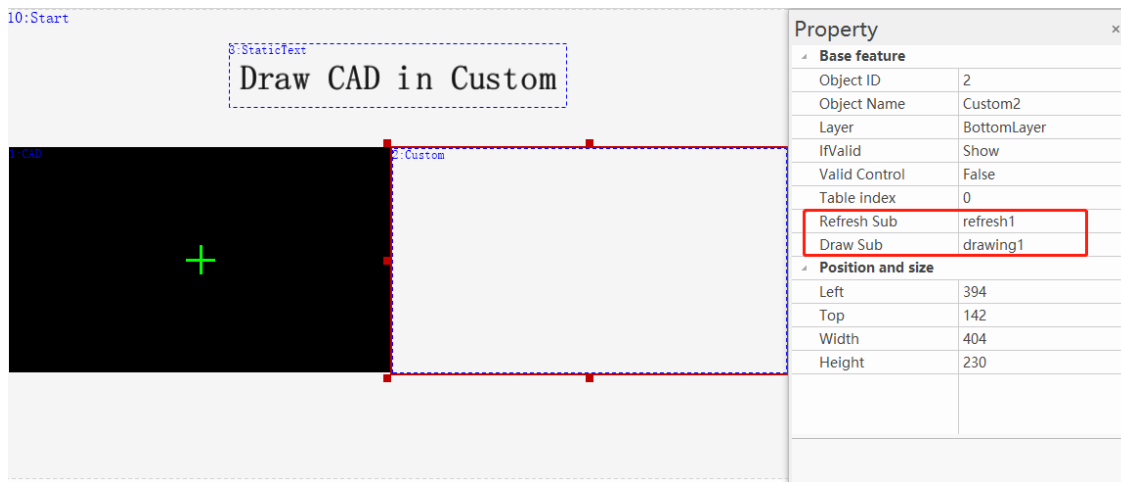 10:Start
3:StaticText
Draw CAD in Custom
1:CAD
2:Custom
Property ×
Base feature
Object ID 2
Object Name Custom2
Layer BottomLayer
IfValid Show
Valid Control False
Table index 0
Refresh Sub refresh1
Draw Sub drawing1
Position and size
Left 394
Top 142
Width 404
Height 230